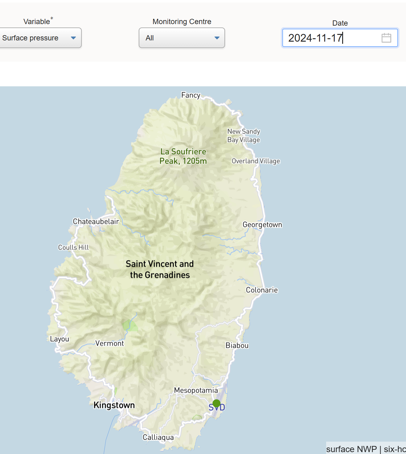 Variable*
Monitoring Centre
Date
Surface pressure
All
2024-11-17
Fancy
New Sandy
Bay Village
La Soufriere
Peak, 1205m
Overland Village
Chateaubelair
Georgetown
Coulls Hill
Saint Vincent and
the Grenadines
Colonarie
Layou
Vermont
Biabou
Mesopotamia
Kingstown
SVD
Calliaqua
surface NWP | six-ho